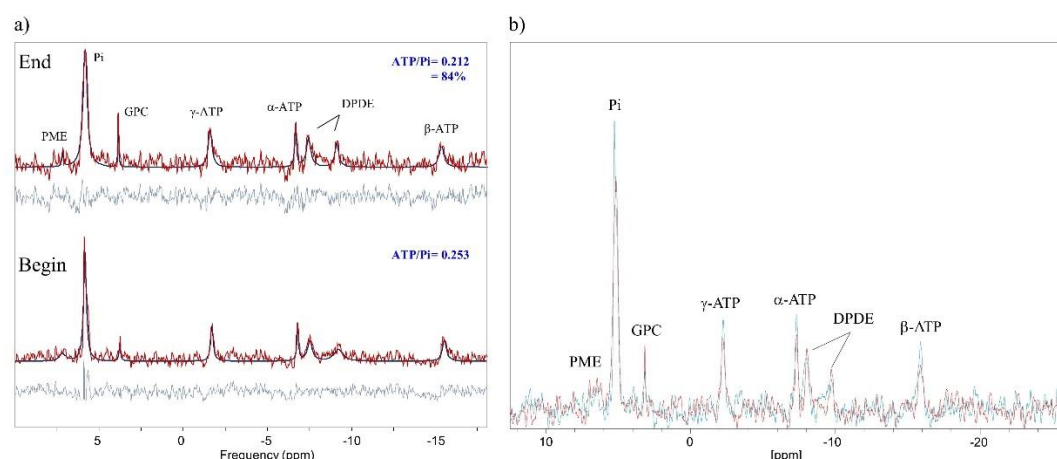 a)
End
Pi
ATP/Pi= 0.212
= 84%
PME
GPC
γ-ATP
α-ATP
DPDE
β-ATP
Begin
ATP/Pi= 0.253
5 0 -5 -10 -15
Frequency (ppm)
b)
Pi
PME
GPC
γ-ATP
α-ATP
DPDE
β-ATP
10 0 -10 -20
[ppm]